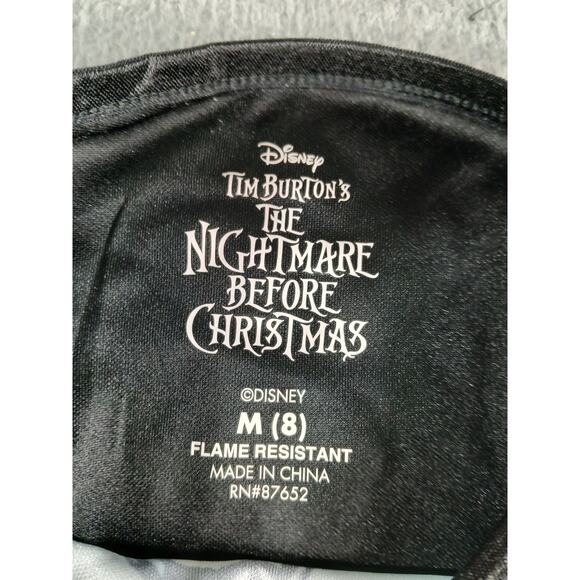 Disney
TIM BURTON'S
THE
NIGHTMARE
BEFORE
CHRISTMAS
©DISNEY
M (8)
FLAME RESISTANT
MADE IN CHINA
RN#87652